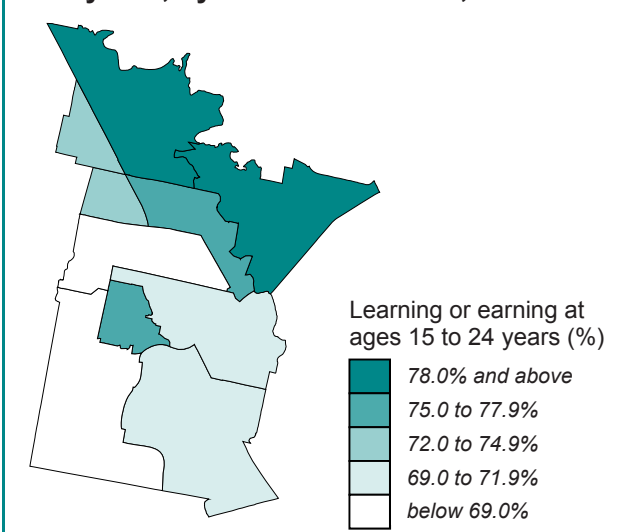 Learning or earning at
ages 15 to 24 years (%)
78.0% and above
75.0 to 77.9%
72.0 to 74.9%
69.0 to 71.9%
below 69.0%